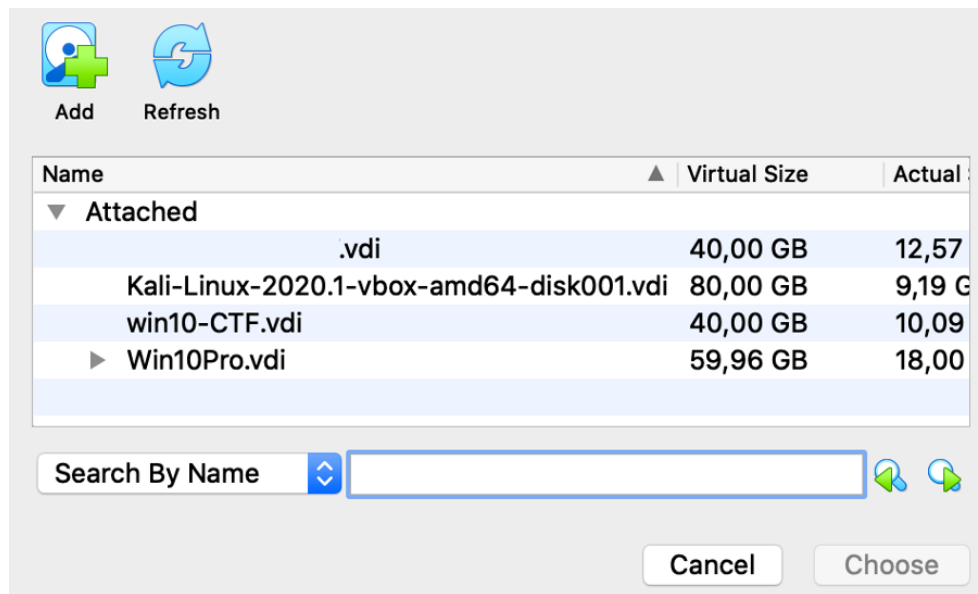 Add Refresh
Name Virtual Size Actual
Attached
.vdi 40,00 GB 12,57
Kali-Linux-2020.1-vbox-amd64-disk001.vdi 80,00 GB 9,19
win10-CTF.vdi 40,00 GB 10,09
Win10Pro.vdi 59,96 GB 18,00
Search By Name
Cancel Choose